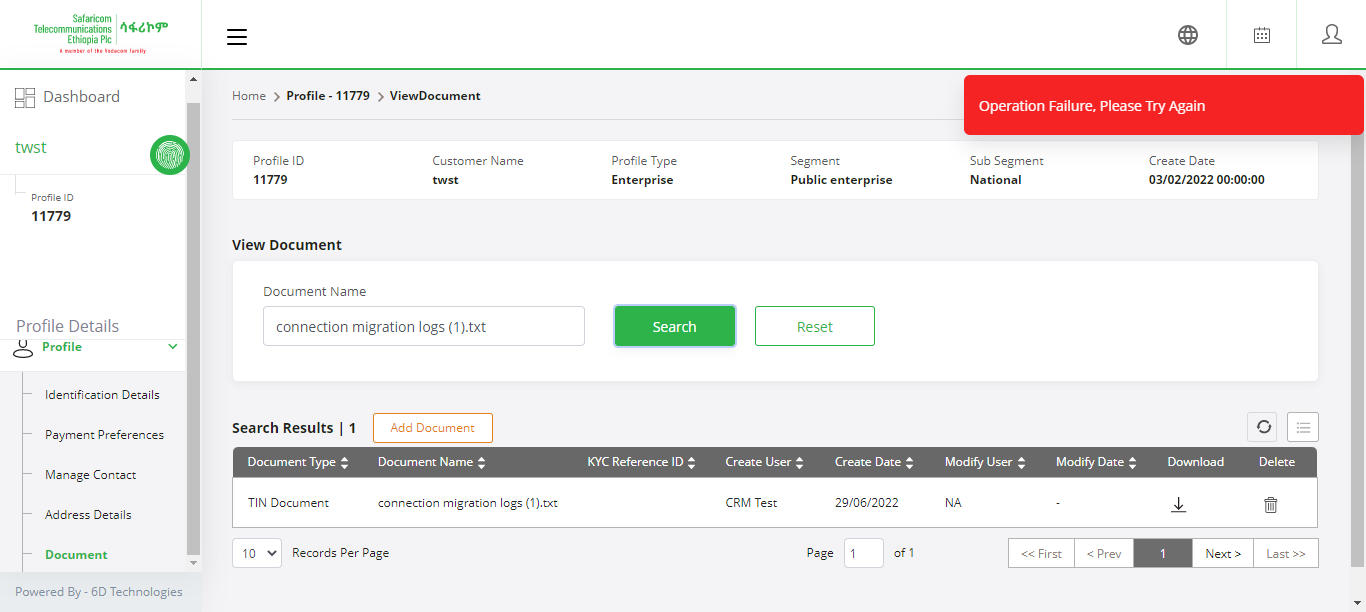 Safaricom
Telecommunications
Ethiopia Plc
ሳፋሪኮም
A member of the Vodacom family
Dashboard
twst
Profile ID
11779
Profile Details
Profile
Identification Details
Payment Preferences
Manage Contact
Address Details
Document
Powered By - 6D Technologies
Home > Profile - 11779 > ViewDocument
Operation Failure, Please Try Again
Profile ID Customer Name Profile Type Segment Sub Segment Create Date
11779 twst Enterprise Public enterprise National 03/02/2022 00:00:00
View Document
Document Name
connection migration logs (1).txt Search Reset
Search Results | 1 Add Document
Document Type Document Name KYC Reference ID Create User Create Date Modify User Modify Date Download Delete
TIN Document connection migration logs (1).txt CRM Test 29/06/2022 NA -
10 Records Per Page Page 1 of 1 << First < Prev 1 Next > Last >>